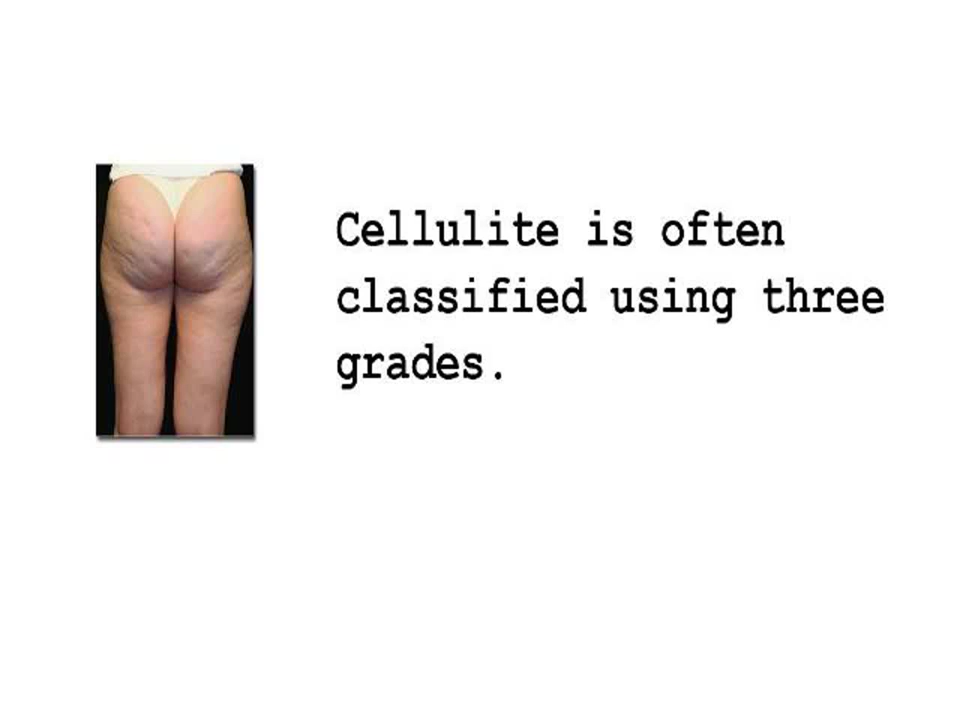 Cellulite is often
classified using three
grades.